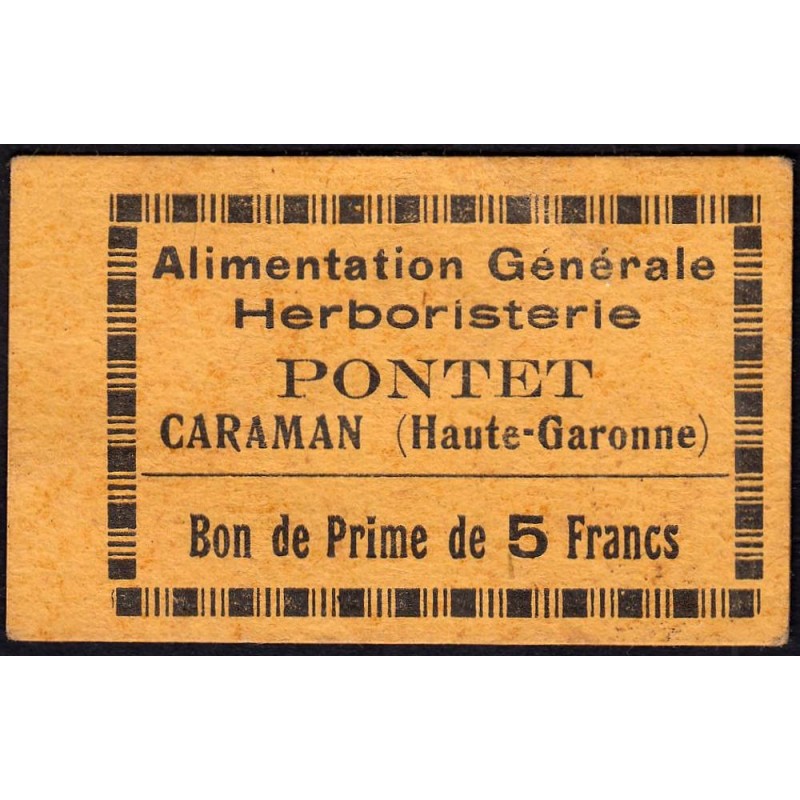 Alimentation Générale
Herboristerie
PONTET
CARAMAN (Haute-Garonne)
Bon de Prime de 5 Francs